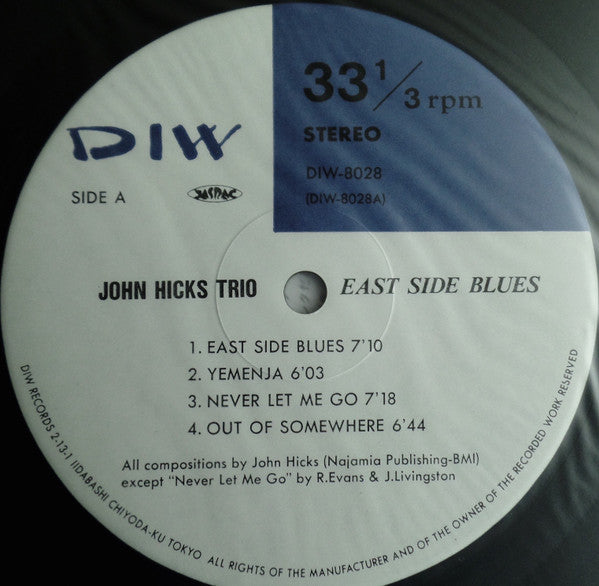 DIW
SIDE A
JASRAC
33 1/3 rpm
STEREO
DIW-8028
(DIW-8028A)
JOHN HICKS TRIO
EAST SIDE BLUES
1. EAST SIDE BLUES 7'10
2. YEMENJA 6'03
3. NEVER LET ME GO 7'18
4. OUT OF SOMEWHERE 6'44
All compositions by John Hicks (Najamia Publishing-BMI)
except "Never Let Me Go" by R.Evans & J.Livingston
DIW RECORDS 2-13-1 IIDABASHI CHIYODA-KU TOKYO ALL RIGHTS OF THE MANUFACTURER AND OF THE OWNER OF THE RECORDED WORK RESERVED